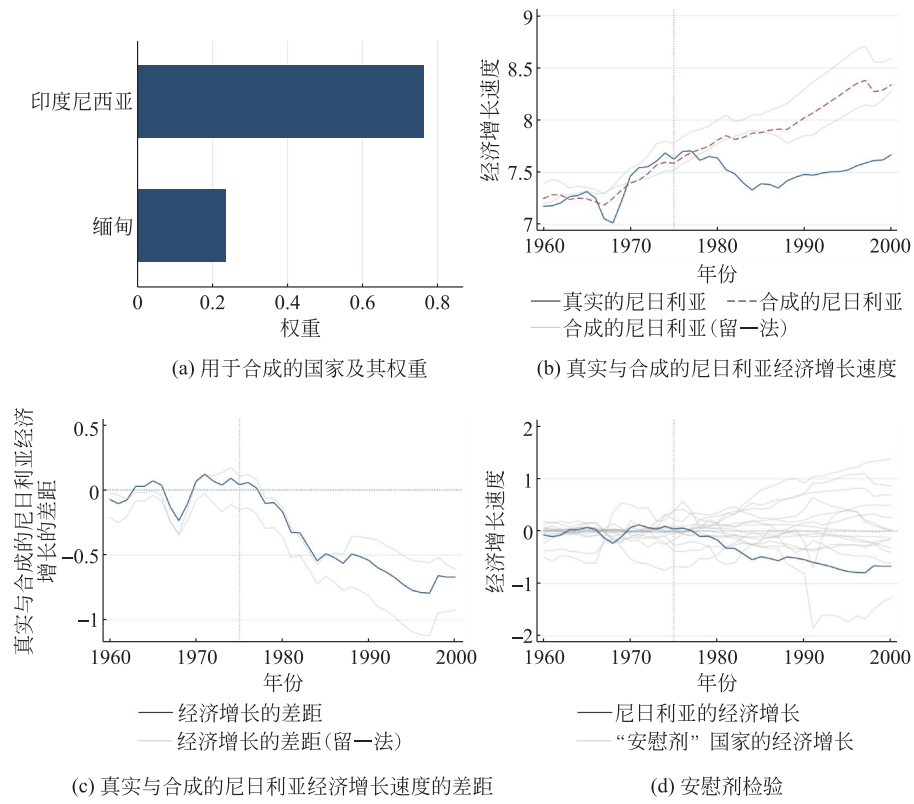 印度尼西亚
缅甸
0 0.2 0.4 0.6 0.8
权重
(a) 用于合成的国家及其权重
经济增长速度
9
8.5
8
7.5
7
1960 1970 1980 1990 2000
年份
真实的尼日利亚 合成的尼日利亚
合成的尼日利亚(留一法)
(b) 真实与合成的尼日利亚经济增长速度
真实与合成的尼日利亚经济
增长的差距
0.5
0
−0.5
−1
1960 1970 1980 1990 2000
年份
经济增长的差距
经济增长的差距(留一法)
(c) 真实与合成的尼日利亚经济增长速度的差距
经济增长速度
2
1
0
−1
−2
1960 1970 1980 1990 2000
年份
尼日利亚的经济增长
“安慰剂”国家的经济增长
(d) 安慰剂检验